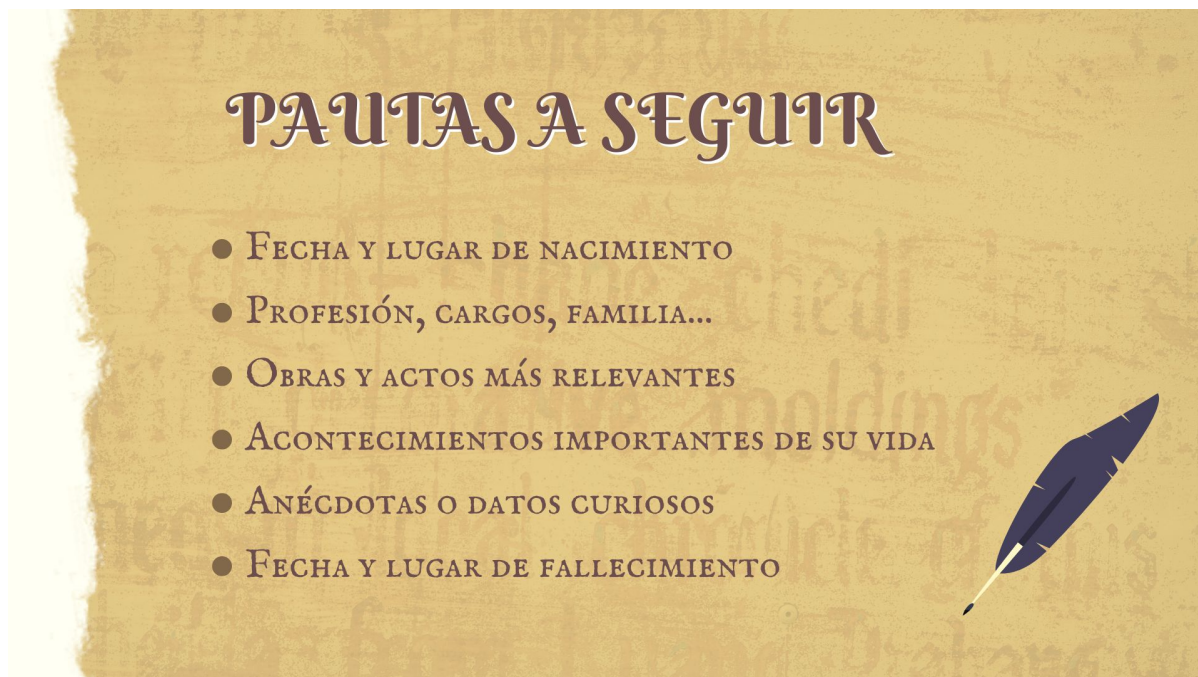 PAUTAS A SEGUIR
● Fecha y lugar de nacimiento
● Profesión, cargos, familia...
● Obras y actos más relevantes
● Acontecimientos importantes de su vida
● Anécdotas o datos curiosos
● Fecha y lugar de fallecimiento